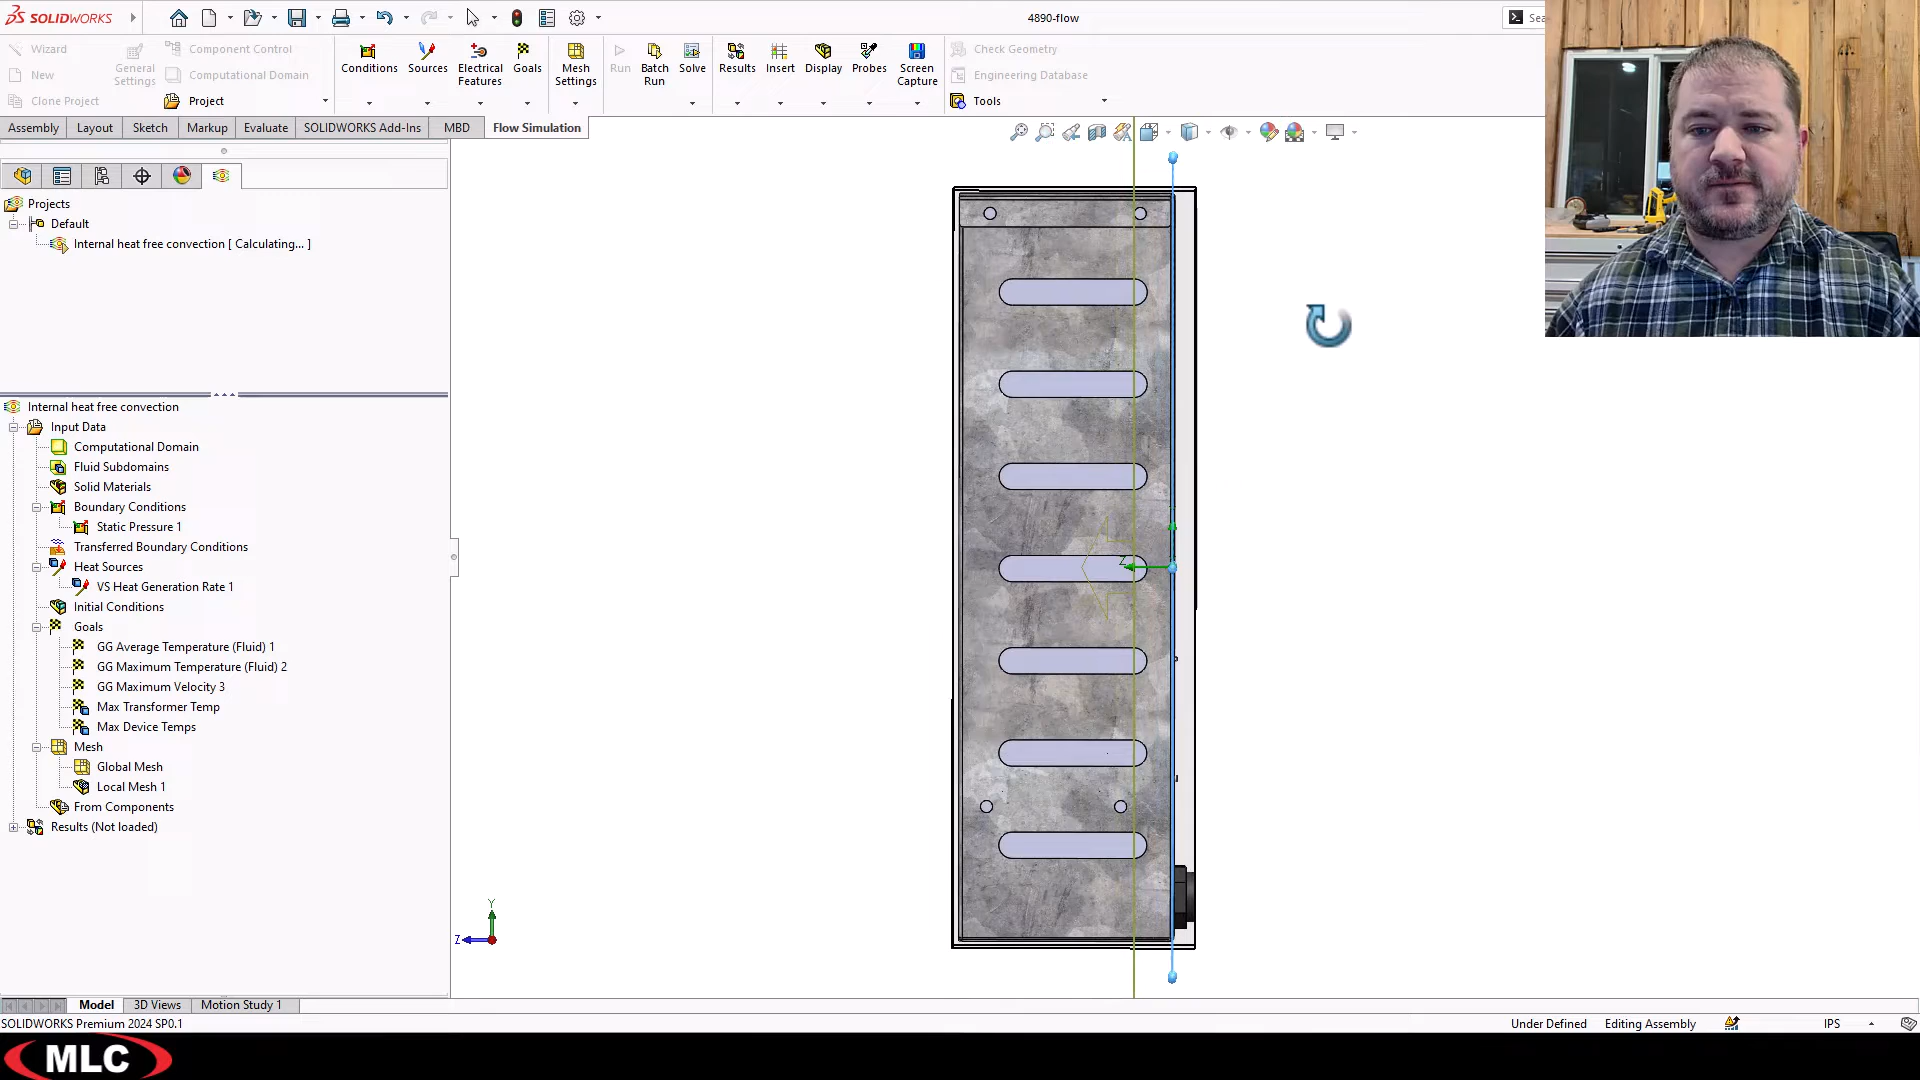 SOLIDWORKS
4890-flow
Sea
Wizard
New
Clone Project
General Settings
Component Control
Computational Domain
Project
Conditions
Sources
Electrical Features
Goals
Mesh Settings
Run
Batch Run
Solve
Results
Insert
Display
Probes
Screen Capture
Check Geometry
Engineering Database
Tools
Assembly
Layout
Sketch
Markup
Evaluate
SOLIDWORKS Add-Ins
MBD
Flow Simulation
Projects
Default
Internal heat free convection [ Calculating... ]
Internal heat free convection
Input Data
Computational Domain
Fluid Subdomains
Solid Materials
Boundary Conditions
Static Pressure 1
Transferred Boundary Conditions
Heat Sources
VS Heat Generation Rate 1
Initial Conditions
Goals
GG Average Temperature (Fluid) 1
GG Maximum Temperature (Fluid) 2
GG Maximum Velocity 3
Max Transformer Temp
Max Device Temps
Mesh
Global Mesh
Local Mesh 1
From Components
Results (Not loaded)
Z
Y
Z
Model
3D Views
Motion Study 1
SOLIDWORKS Premium 2024 SP0.1
Under Defined
Editing Assembly
IPS
MLC